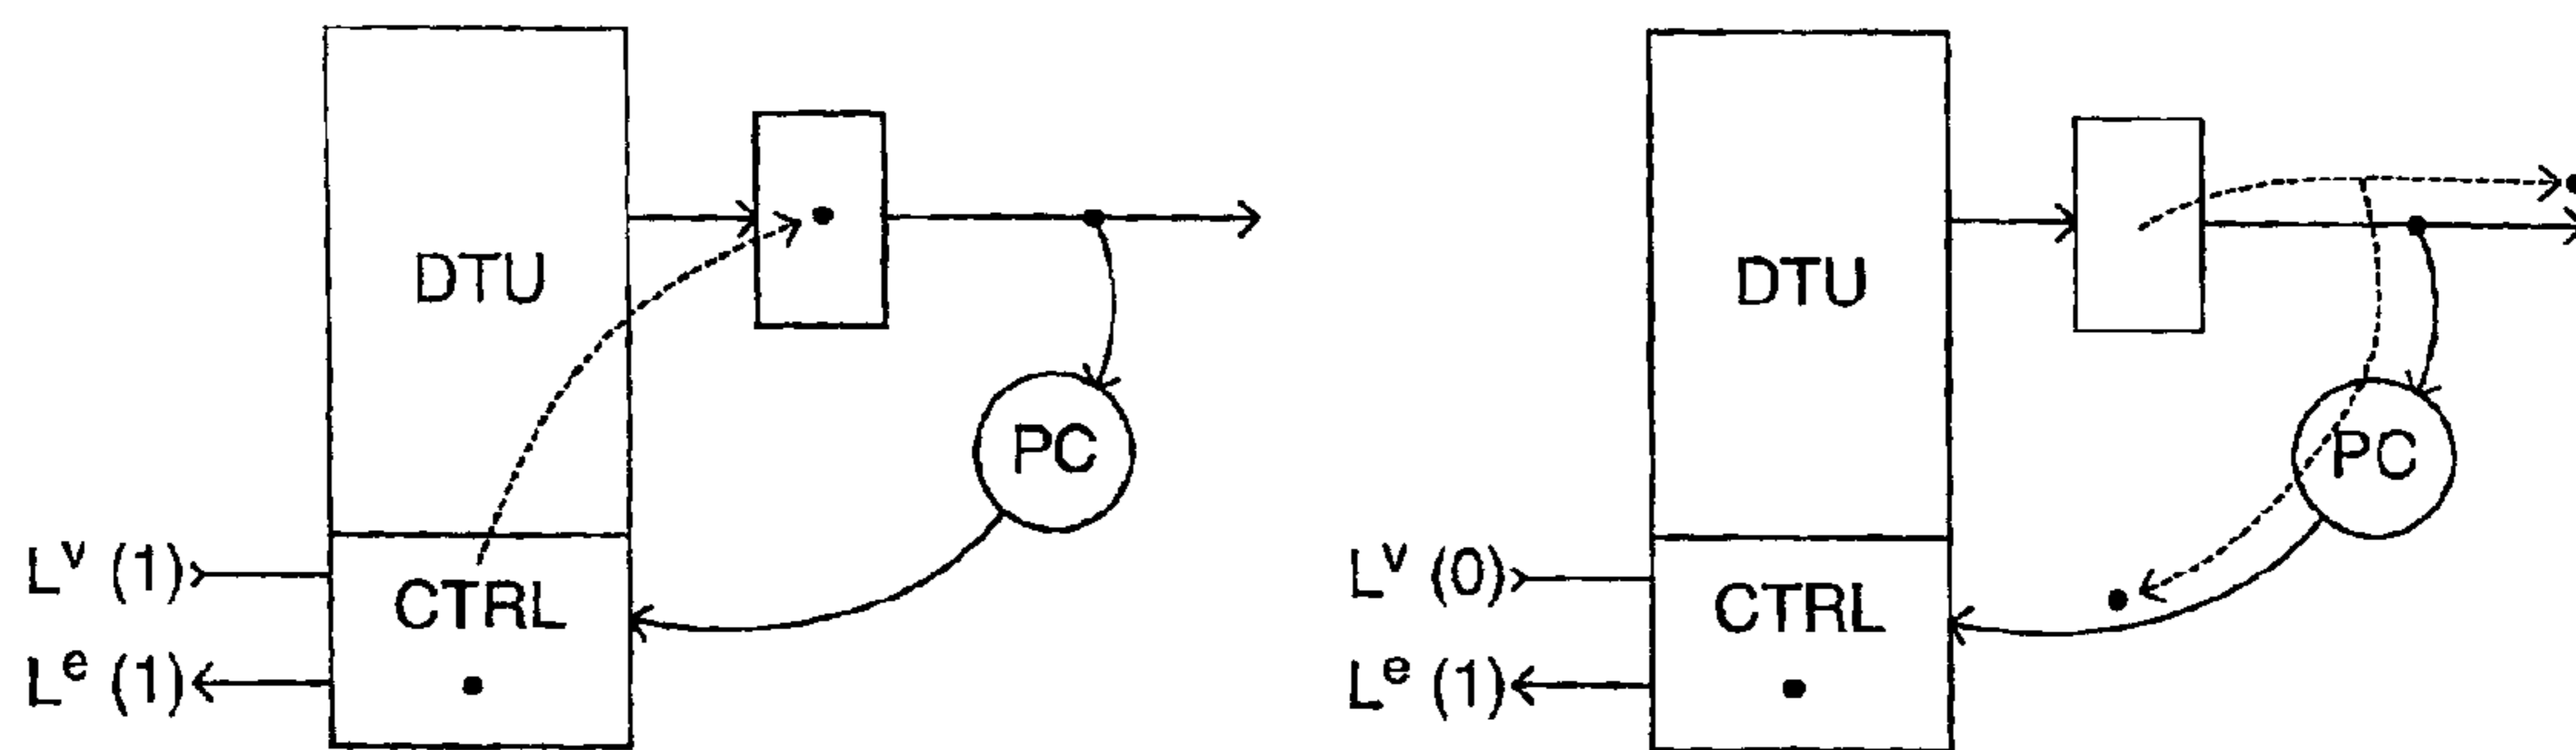 DTU
PC
L^v (1)
CTRL
L^e (1)
DTU
PC
L^v (0)
CTRL
L^e (1)